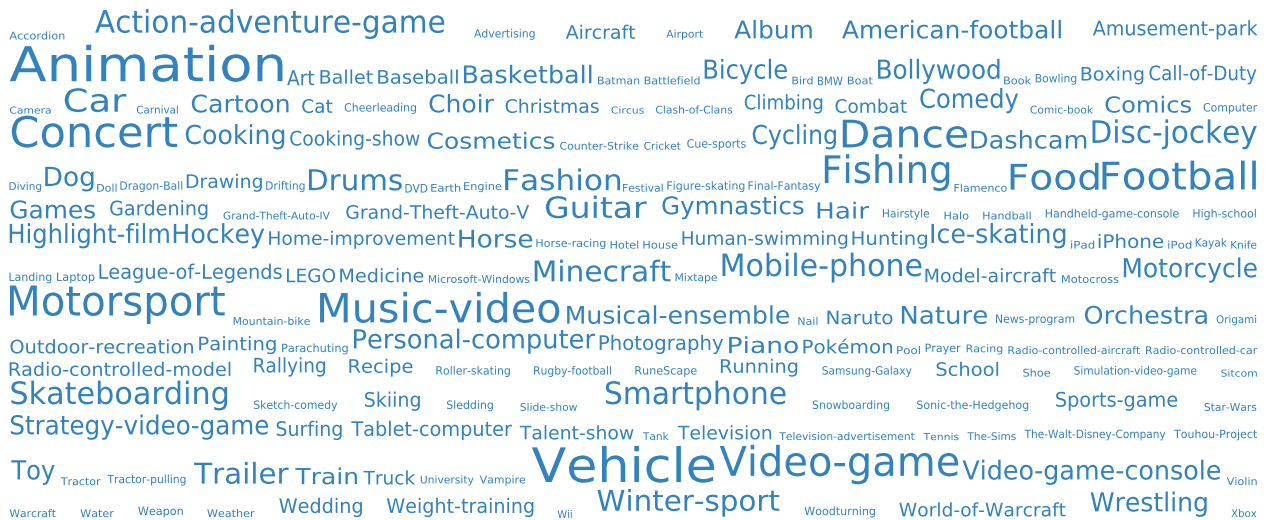 Accordion Action-adventure-game Advertising Aircraft Airport Album American-football Amusement-park
Animation Art Ballet Baseball Basketball Batman Battlefield Bicycle Bird BMW Boat Bollywood Book Bowling Boxing Call-of-Duty
Camera Car Carnival Cartoon Cat Cheerleading Choir Christmas Circus Clash-of-Clans Climbing Combat Comedy Comic-book Comics Computer
Concert Cooking Cooking-show Cosmetics Counter-Strike Cricket Cue-sports Cycling Dance Dashcam Disc-jockey
Diving Dog Doll Dragon-Ball Drawing Drifting Drums DVD Earth Engine Fashion Festival Figure-skating Final-Fantasy Fishing Flamenco Food Football
Games Gardening Grand-Theft-Auto-IV Grand-Theft-Auto-V Guitar Gymnastics Hair Hairstyle Halo Handball Handheld-game-console High-school
Highlight-film Hockey Home-improvement Horse Horse-racing Hotel House Human-swimming Hunting Ice-skating iPad iPhone iPod Kayak Knife
Landing Laptop League-of-Legends LEGO Medicine Microsoft-Windows Minecraft Mixtape Mobile-phone Model-aircraft Motocross Motorcycle
Motorsport Mountain-bike Music-video Musical-ensemble Nail Naruto Nature News-program Orchestra Origami
Outdoor-recreation Painting Parachuting Personal-computer Photography Piano Pokémon Pool Prayer Racing Radio-controlled-aircraft Radio-controlled-car
Radio-controlled-model Rallying Recipe Roller-skating Rugby-football RuneScape Running Samsung-Galaxy School Shoe Simulation-video-game Sitcom
Skateboarding Sketch-comedy Skiing Sledding Slide-show Smartphone Snowboarding Sonic-the-Hedgehog Sports-game Star-Wars
Strategy-video-game Surfing Tablet-computer Talent-show Tank Television Television-advertisement Tennis The-Sims The-Walt-Disney-Company Touhou-Project
Toy Tractor Tractor-pulling Trailer Train Truck University Vampire Vehicle Video-game Video-game-console Violin
Warcraft Water Weapon Weather Wedding Weight-training Wii Winter-sport Woodturning World-of-Warcraft Wrestling Xbox